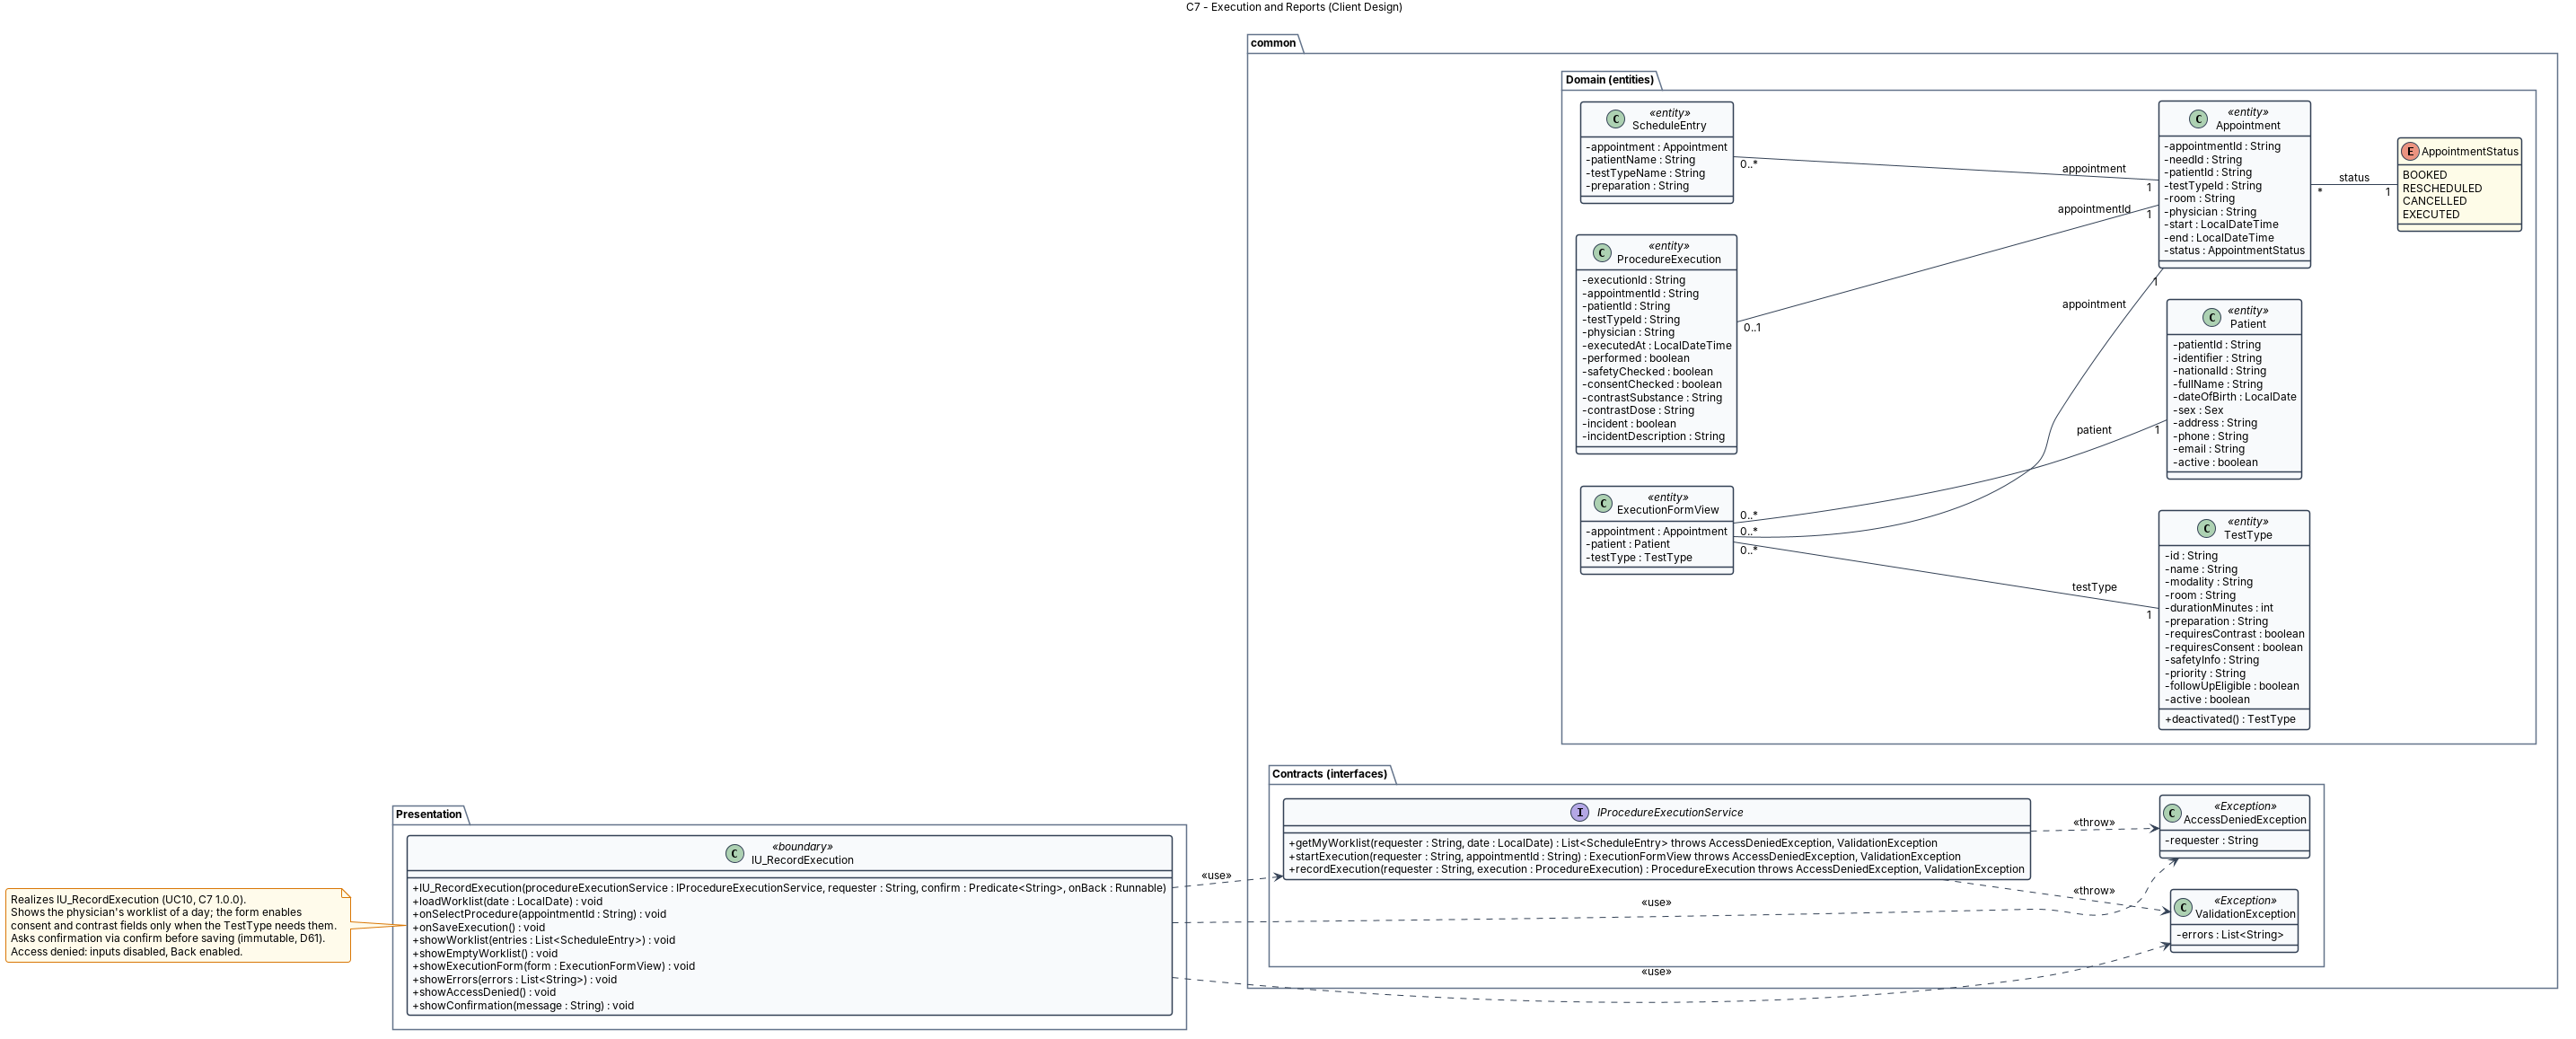 C7 - Execution and Reports (Client Design)
common
Domain (entities)
«entity»
ScheduleEntry
-appointment : Appointment
-patientName : String
-testTypeName : String
-preparation : String
0..*
appointment
1
«entity»
Appointment
-appointmentId : String
-needId : String
-patientId : String
-testTypeId : String
-room : String
-physician : String
-start : LocalDateTime
-end : LocalDateTime
-status : AppointmentStatus
*
status
1
E AppointmentStatus
BOOKED
RESCHEDULED
CANCELLED
EXECUTED
«entity»
ProcedureExecution
-executionId : String
-appointmentId : String
-patientId : String
-testTypeId : String
-physician : String
-executedAt : LocalDateTime
-performed : boolean
-safetyChecked : boolean
-consentChecked : boolean
-contrastSubstance : String
-contrastDose : String
-incident : boolean
-incidentDescription : String
0..1
appointmentId
1
appointment
1
«entity»
Patient
-patientId : String
-identifier : String
-nationalId : String
-fullName : String
-dateOfBirth : LocalDate
-sex : Sex
-address : String
-phone : String
-email : String
-active : boolean
patient
1
«entity»
ExecutionFormView
-appointment : Appointment
-patient : Patient
-testType : TestType
0..*
0..*
0..*
testType
1
«entity»
TestType
-id : String
-name : String
-modality : String
-room : String
-durationMinutes : int
-preparation : String
-requiresContrast : boolean
-requiresConsent : boolean
-safetyInfo : String
-priority : String
-followUpEligible : boolean
-active : boolean
+deactivated() : TestType
Contracts (interfaces)
I IProcedureExecutionService
+getMyWorklist(requester : String, date : LocalDate) : List<ScheduleEntry> throws AccessDeniedException, ValidationException
+startExecution(requester : String, appointmentId : String) : ExecutionFormView throws AccessDeniedException, ValidationException
+recordExecution(requester : String, execution : ProcedureExecution) : ProcedureExecution throws AccessDeniedException, ValidationException
«throw»
«throw»
«Exception»
AccessDeniedException
-requester : String
«Exception»
ValidationException
-errors : List<String>
Presentation
«boundary»
IU_RecordExecution
+IU_RecordExecution(procedureExecutionService : IProcedureExecutionService, requester : String, confirm : Predicate<String>, onBack : Runnable)
+loadWorklist(date : LocalDate) : void
+onSelectProcedure(appointmentId : String) : void
+onSaveExecution() : void
+showWorklist(entries : List<ScheduleEntry>) : void
+showEmptyWorklist() : void
+showExecutionForm(form : ExecutionFormView) : void
+showErrors(errors : List<String>) : void
+showAccessDenied() : void
+showConfirmation(message : String) : void
«use»
«use»
«use»
Realizes IU_RecordExecution (UC10, C7 1.0.0).
Shows the physician's worklist of a day; the form enables
consent and contrast fields only when the TestType needs them.
Asks confirmation via confirm before saving (immutable, D61).
Access denied: inputs disabled, Back enabled.